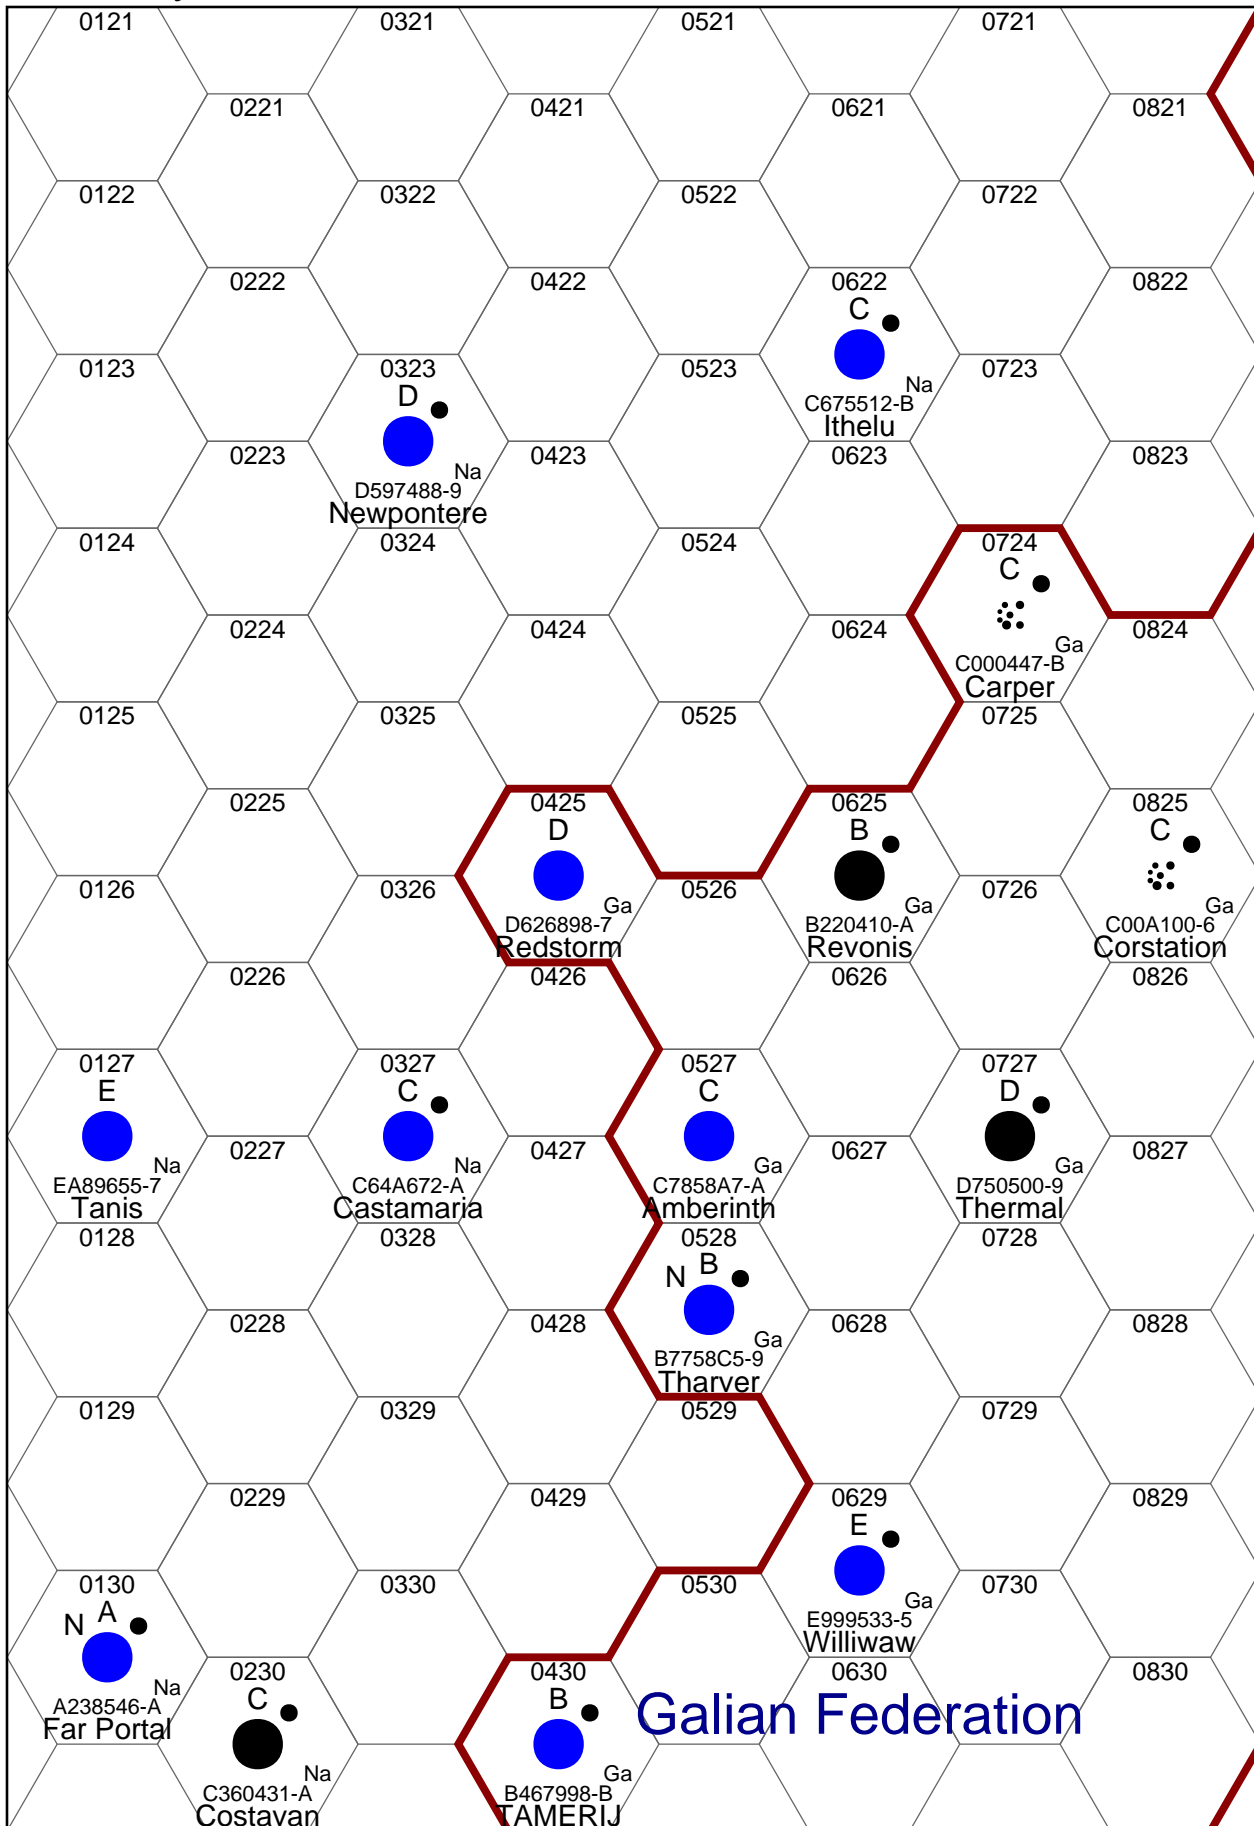 0121 0321 0521 0721
0221 0421 0621 0821
0122 0322 0522 0722
0222 0422 0622 0822
C
Na
C675512-B
Ithelu
0123 0323 0523 0723
D
Na
D597488-9
Newpontere
0223 0423 0623 0823
0124 0324 0524 0724
C
Ga
C000447-B
Carper
0224 0424 0624 0824
0125 0325 0525 0725
0225 0425 0625 0825
D B C
Ga Ga Ga
D626898-7 B220410-A C00A100-6
Redstorm Revonis Corstation
0126 0326 0526 0726
0226 0426 0626 0826
0127 0327 0527 0727
E C C D
Na Na Ga Ga
EA89655-7 C64A672-A C7858A7-A D750500-9
Tanis Castamaria Amberinth Thermal
0227 0427 0627 0827
0128 0328 0528 0728
N B
Ga
B7758C5-9
Tharver
0228 0428 0628 0828
0129 0329 0529 0729
0229 0429 0629 0829
E
Ga
E999533-5
Williwaw
0130 0330 0530 0730
N A
Na
A238546-A
Far Portal
0230 0430 0630 0830
C B
Galian Federation
Na Ga
C360431-A B467998-B
Costavan TAMERIJ